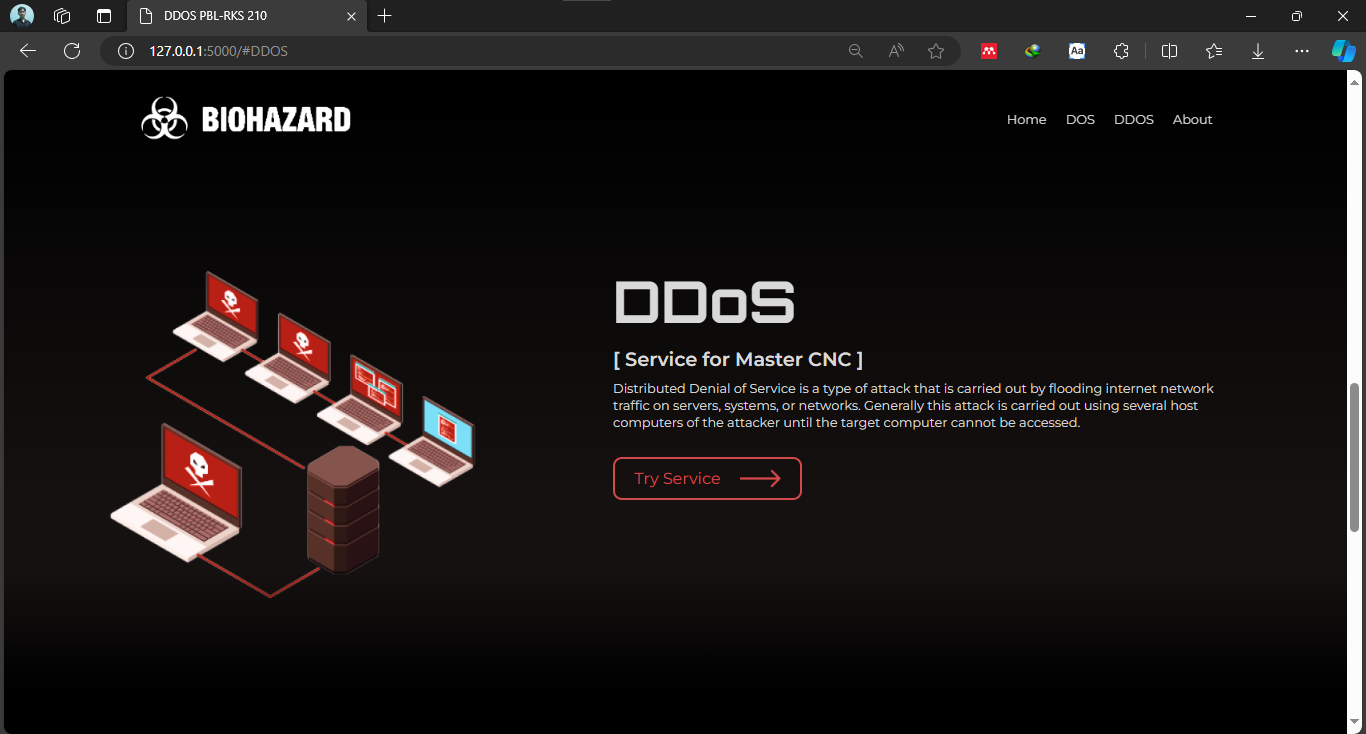 DDOS PBL-RKS 210
127.0.0.1:5000/#DDOS
Aa
BIOHAZARD
Home DOS DDOS About
DDoS
[ Service for Master CNC ]
Distributed Denial of Service is a type of attack that is carried out by flooding internet network
traffic on servers, systems, or networks. Generally this attack is carried out using several host
computers of the attacker until the target computer cannot be accessed.
Try Service